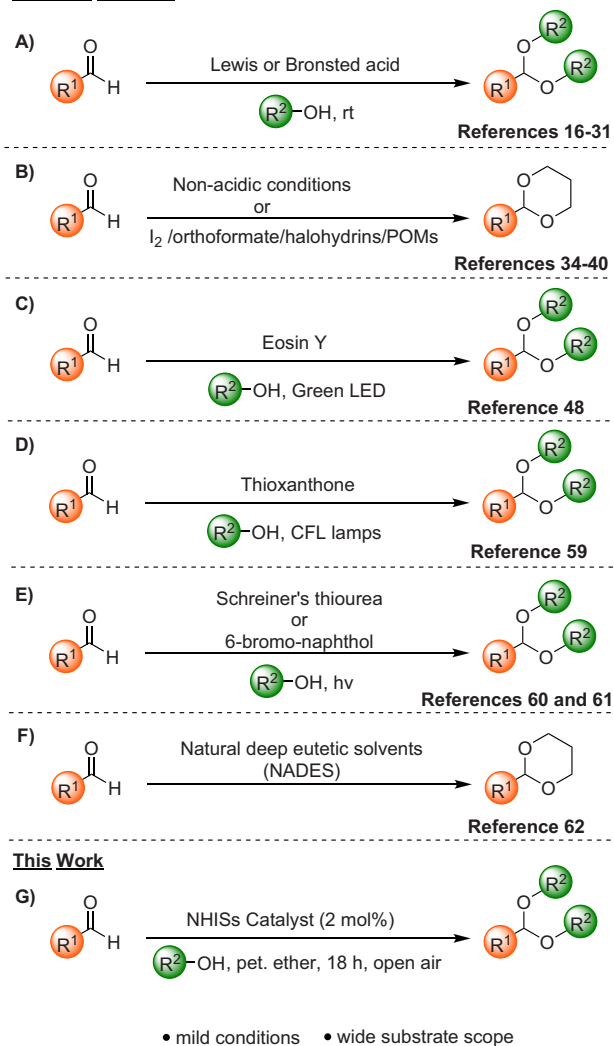 A)
O
R¹
H
Lewis or Bronsted acid
R²-OH, rt
R²
O
R²
R¹
O
References 16-31
B)
O
R¹
H
Non-acidic conditions
or
I₂ /orthoformate/halohydrins/POMs
O
R¹
O
References 34-40
C)
O
R¹
H
Eosin Y
R²-OH, Green LED
R²
O
R²
R¹
O
Reference 48
D)
O
R¹
H
Thioxanthone
R²-OH, CFL lamps
R²
O
R²
R¹
O
Reference 59
E)
O
R¹
H
Schreiner's thiourea
or
6-bromo-naphthol
R²-OH, hv
R²
O
R²
R¹
O
References 60 and 61
F)
O
R¹
H
Natural deep eutetic solvents
(NADES)
O
R¹
O
Reference 62
This Work
G)
O
R¹
H
NHISs Catalyst (2 mol%)
R²-OH, pet. ether, 18 h, open air
R²
O
R²
R¹
O
• mild conditions • wide substrate scope